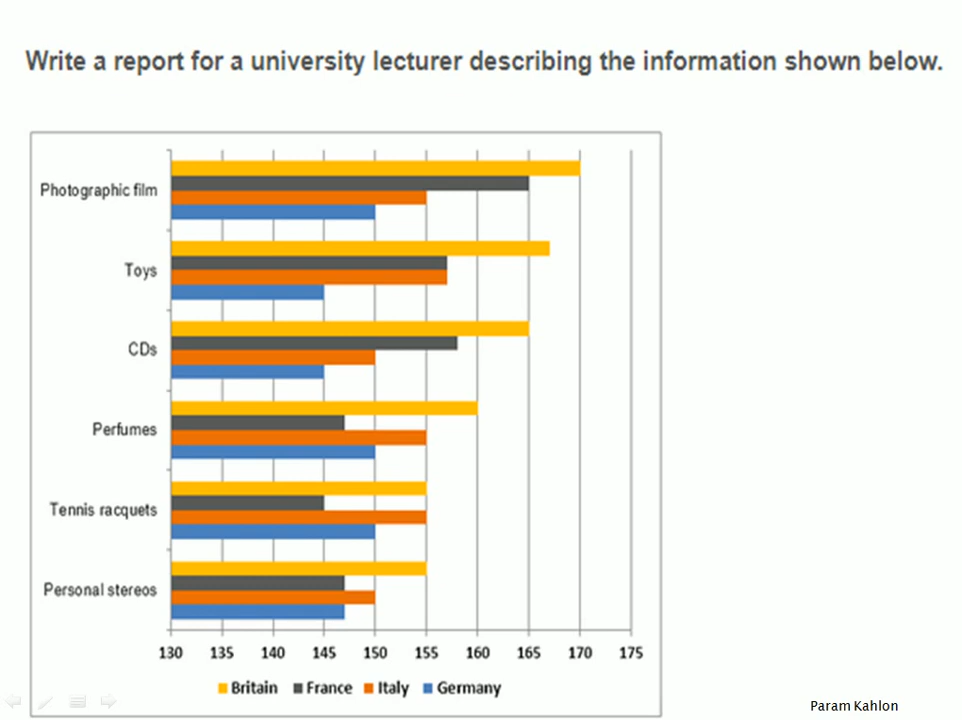 Write a report for a university lecturer describing the information shown below.
Photographic film
Toys
CDs
Perfumes
Tennis racquets
Personal stereos
130 135 140 145 150 155 160 165 170 175
Britain France Italy Germany
Param Kahlon